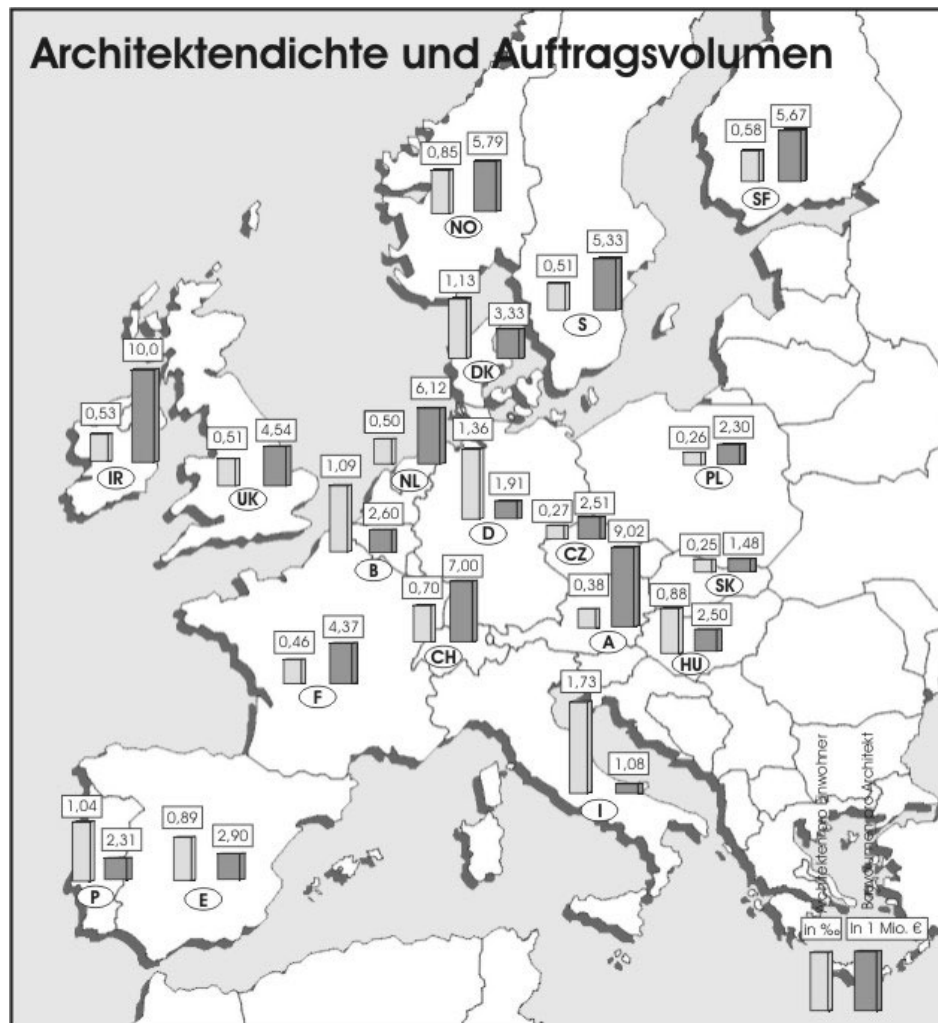 Architektendichte und Auftragsvolumen
0,58 5,67
SF
0,85 5,79
NO
0,51 5,33
S
1,13 3,33
DK
0,53 10,0
IR
0,51 4,54
UK
0,50 6,12
NL
1,36 1,91
D
0,26 2,30
PL
1,09 2,60
B
0,27 2,51
CZ
0,25 1,48
SK
0,70 7,00
CH
0,38 9,02
A
0,88 2,50
HU
0,46 4,37
F
1,73 1,08
I
1,04 2,31
P
0,89 2,90
E
Architekten pro Einwohner
Bauvolumen pro Architekt
in ‰ In 1 Mio. €